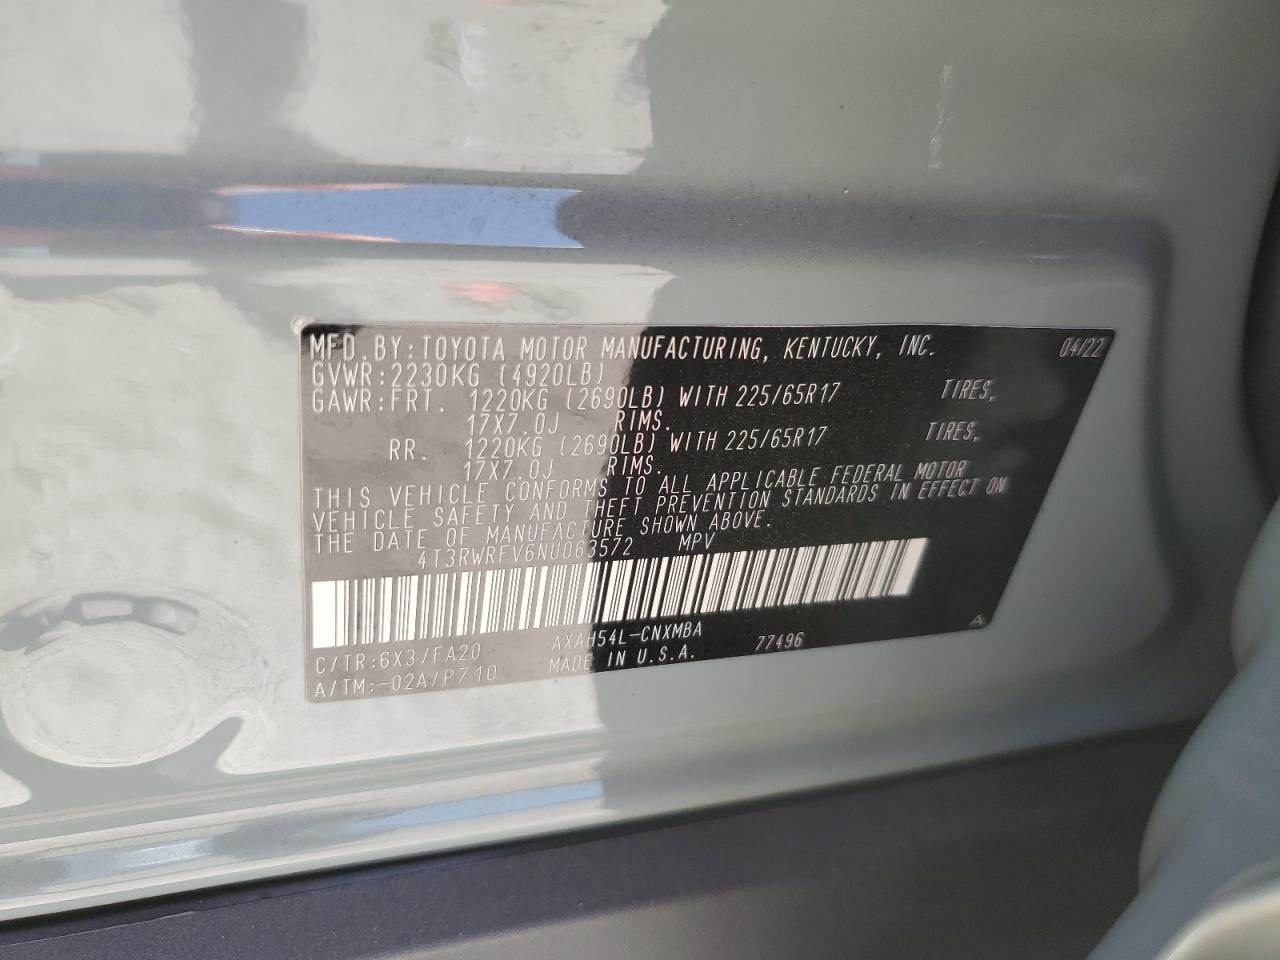 MFD. BY: TOYOTA MOTOR MANUFACTURING, KENTUCKY, INC. 04/22
GVWR: 2230KG (4920LB)
GAWR: FRT. 1220KG (2690LB) WITH 225/65R17 TIRES,
17X7.0J RIMS.
RR. 1220KG (2690LB) WITH 225/65R17 TIRES,
17X7.0J RIMS.
THIS VEHICLE CONFORMS TO ALL APPLICABLE FEDERAL MOTOR
VEHICLE SAFETY AND THEFT PREVENTION STANDARDS IN EFFECT ON
THE DATE OF MANUFACTURE SHOWN ABOVE.
4T3RWRFV6NU063572 MPV
C/TR: 6X3/FA20 AXAH54L-CNXMBA 77496 A
A/TM: -02A/P710 MADE IN U.S.A.